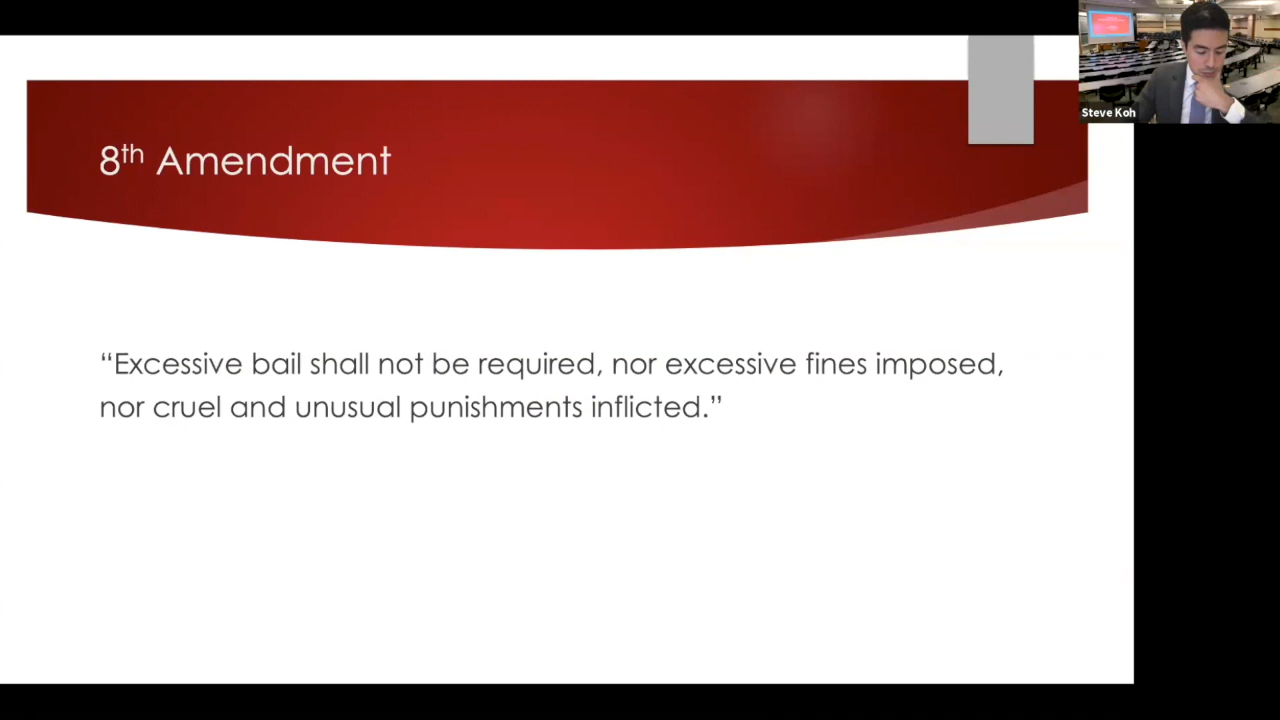 Steve Koh
8th Amendment
“Excessive bail shall not be required, nor excessive fines imposed,
nor cruel and unusual punishments inflicted.”